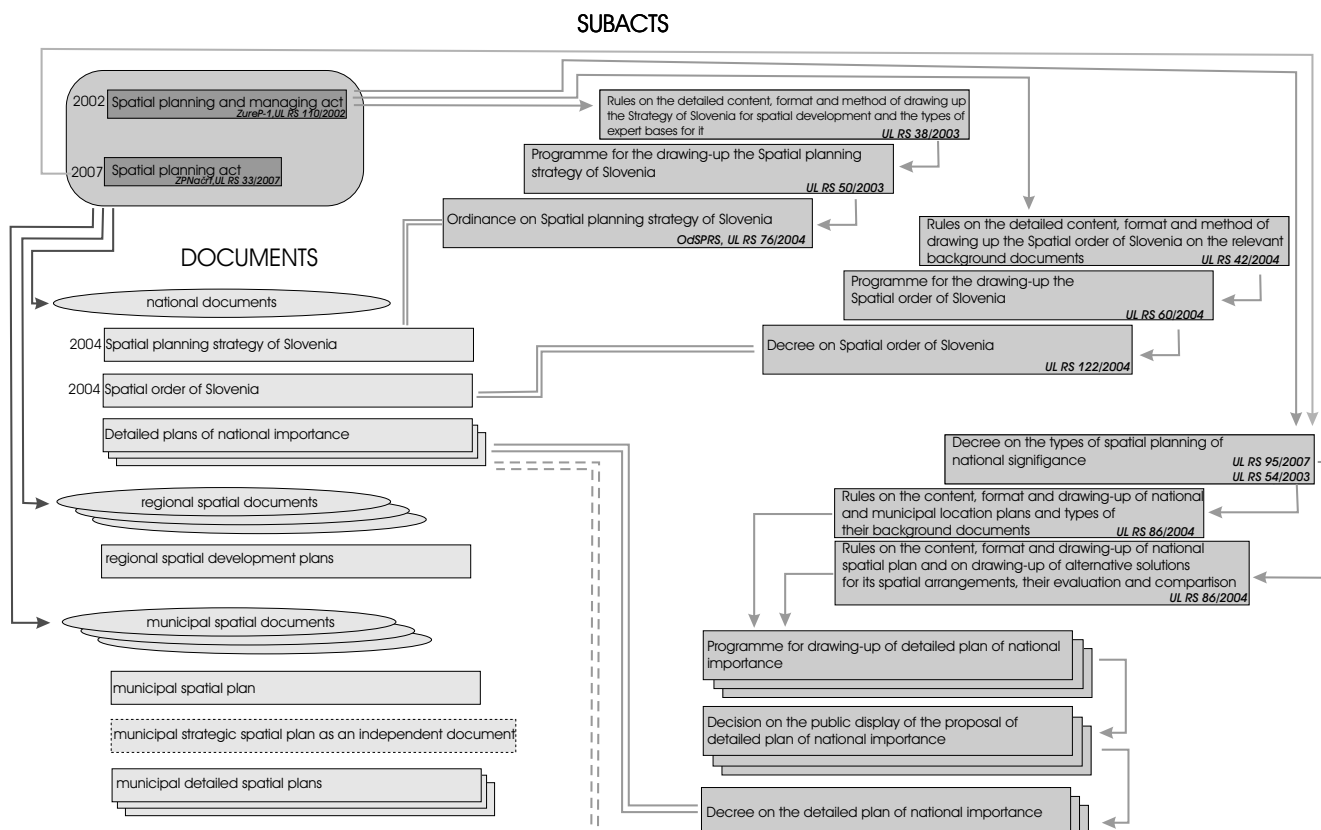 SUBACTS
2002 Spatial planning and managing act
ZureP-1,UL RS 110/2002
2007 Spatial planning act
ZPNačrt,UL RS 33/2007
Rules on the detailed content, format and method of drawing up
the Strategy of Slovenia for spatial development and the types of
expert bases for it
UL RS 38/2003
Programme for the drawing-up the Spatial planning
strategy of Slovenia
UL RS 50/2003
Ordinance on Spatial planning strategy of Slovenia
OdSPRS, UL RS 76/2004
Rules on the detailed content, format and method of
drawing up the Spatial order of Slovenia on the relevant
background documents
UL RS 42/2004
Programme for the drawing-up the
Spatial order of Slovenia
UL RS 60/2004
Decree on Spatial order of Slovenia
UL RS 122/2004
DOCUMENTS
national documents
2004 Spatial planning strategy of Slovenia
2004 Spatial order of Slovenia
Detailed plans of national importance
regional spatial documents
regional spatial development plans
municipal spatial documents
municipal spatial plan
municipal strategic spatial plan as an independent document
municipal detailed spatial plans
Decree on the types of spatial planning of
national signifigance
UL RS 95/2007
UL RS 54/2003
Rules on the content, format and drawing-up of national
and municipal location plans and types of
their background documents
UL RS 86/2004
Rules on the content, format and drawing-up of national
spatial plan and on drawing-up of alternative solutions
for its spatial arrangements, their evaluation and comparison
UL RS 86/2004
Programme for drawing-up of detailed plan of national
importance
Decision on the public display of the proposal of
detailed plan of national importance
Decree on the detailed plan of national importance